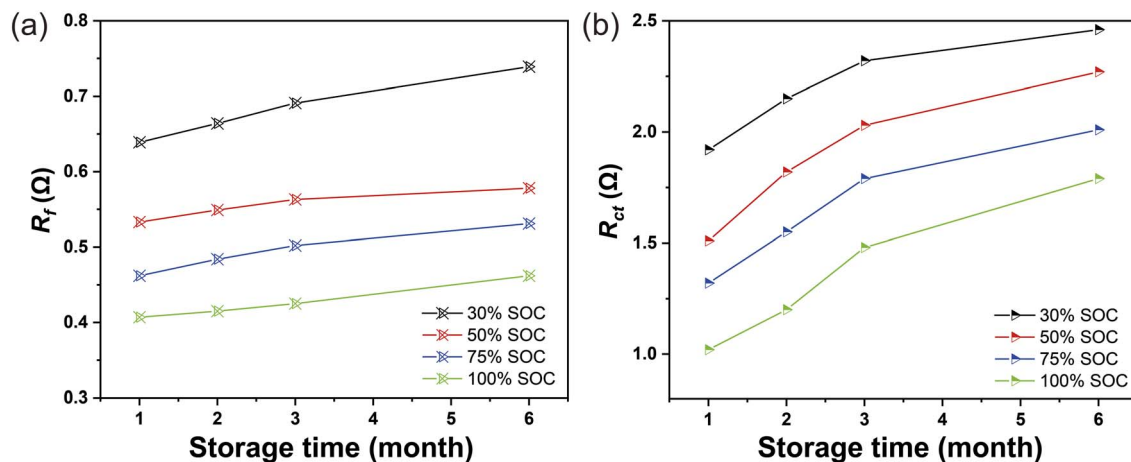 (a)
0.8
0.7
0.6
0.5
0.4
0.3
R_f (Ω)
30% SOC
50% SOC
75% SOC
100% SOC
1 2 3 4 5 6
Storage time (month)
(b)
2.5
2.0
1.5
1.0
R_ct (Ω)
30% SOC
50% SOC
75% SOC
100% SOC
1 2 3 4 5 6
Storage time (month)